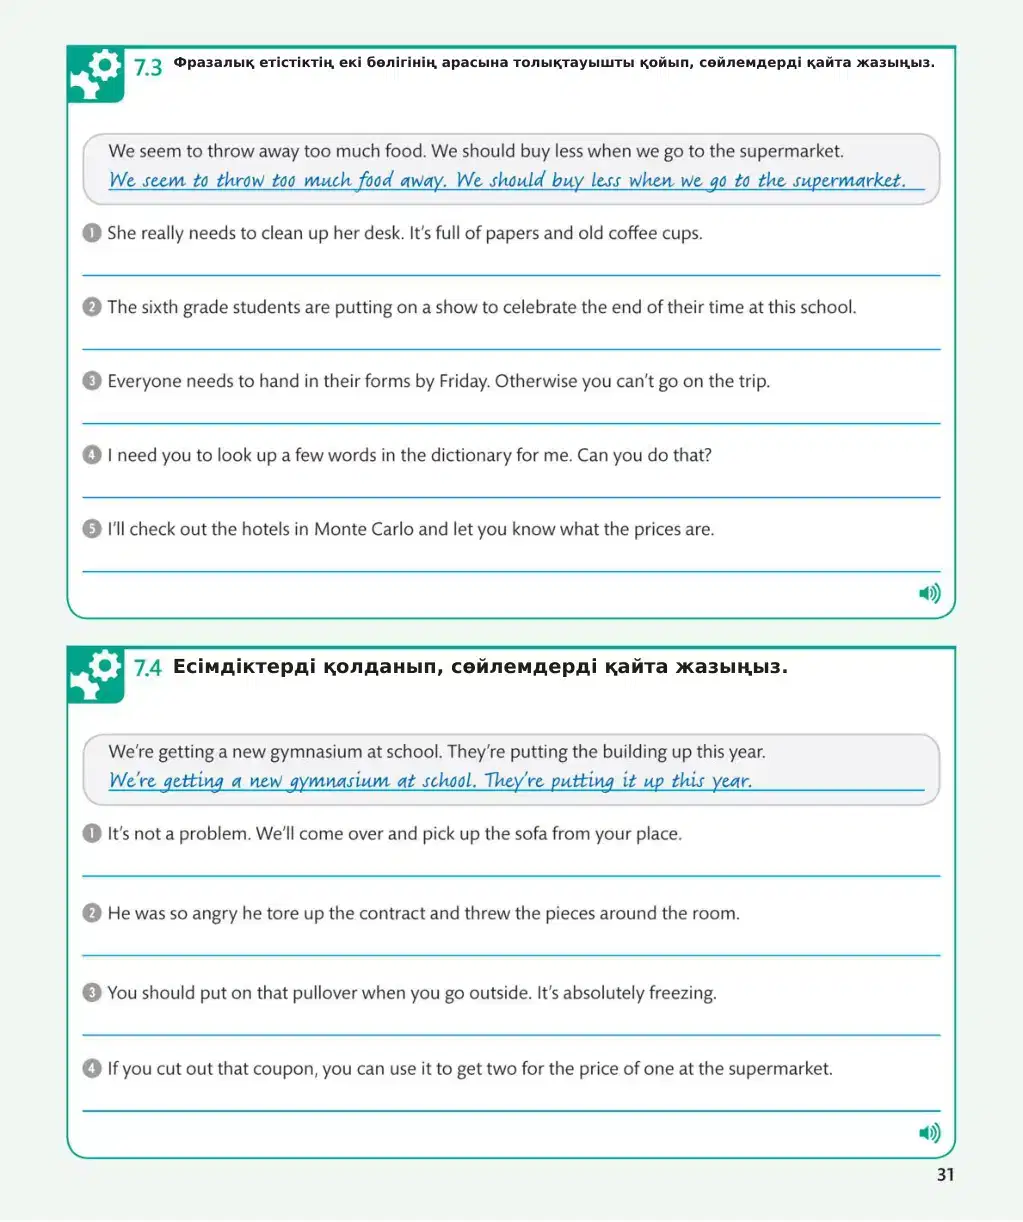 7.3 Фразалық етістіктің екі бөлігінің арасына толықтауышты қойып, сөйлемдерді қайта жазыңыз.
We seem to throw away too much food. We should buy less when we go to the supermarket.
We seem to throw too much food away. We should buy less when we go to the supermarket.
1 She really needs to clean up her desk. It's full of papers and old coffee cups.
2 The sixth grade students are putting on a show to celebrate the end of their time at this school.
3 Everyone needs to hand in their forms by Friday. Otherwise you can't go on the trip.
4 I need you to look up a few words in the dictionary for me. Can you do that?
5 I'll check out the hotels in Monte Carlo and let you know what the prices are.
7.4 Есімдіктерді қолданып, сөйлемдерді қайта жазыңыз.
We're getting a new gymnasium at school. They're putting the building up this year.
We're getting a new gymnasium at school. They're putting it up this year.
1 It's not a problem. We'll come over and pick up the sofa from your place.
2 He was so angry he tore up the contract and threw the pieces around the room.
3 You should put on that pullover when you go outside. It's absolutely freezing.
4 If you cut out that coupon, you can use it to get two for the price of one at the supermarket.
31